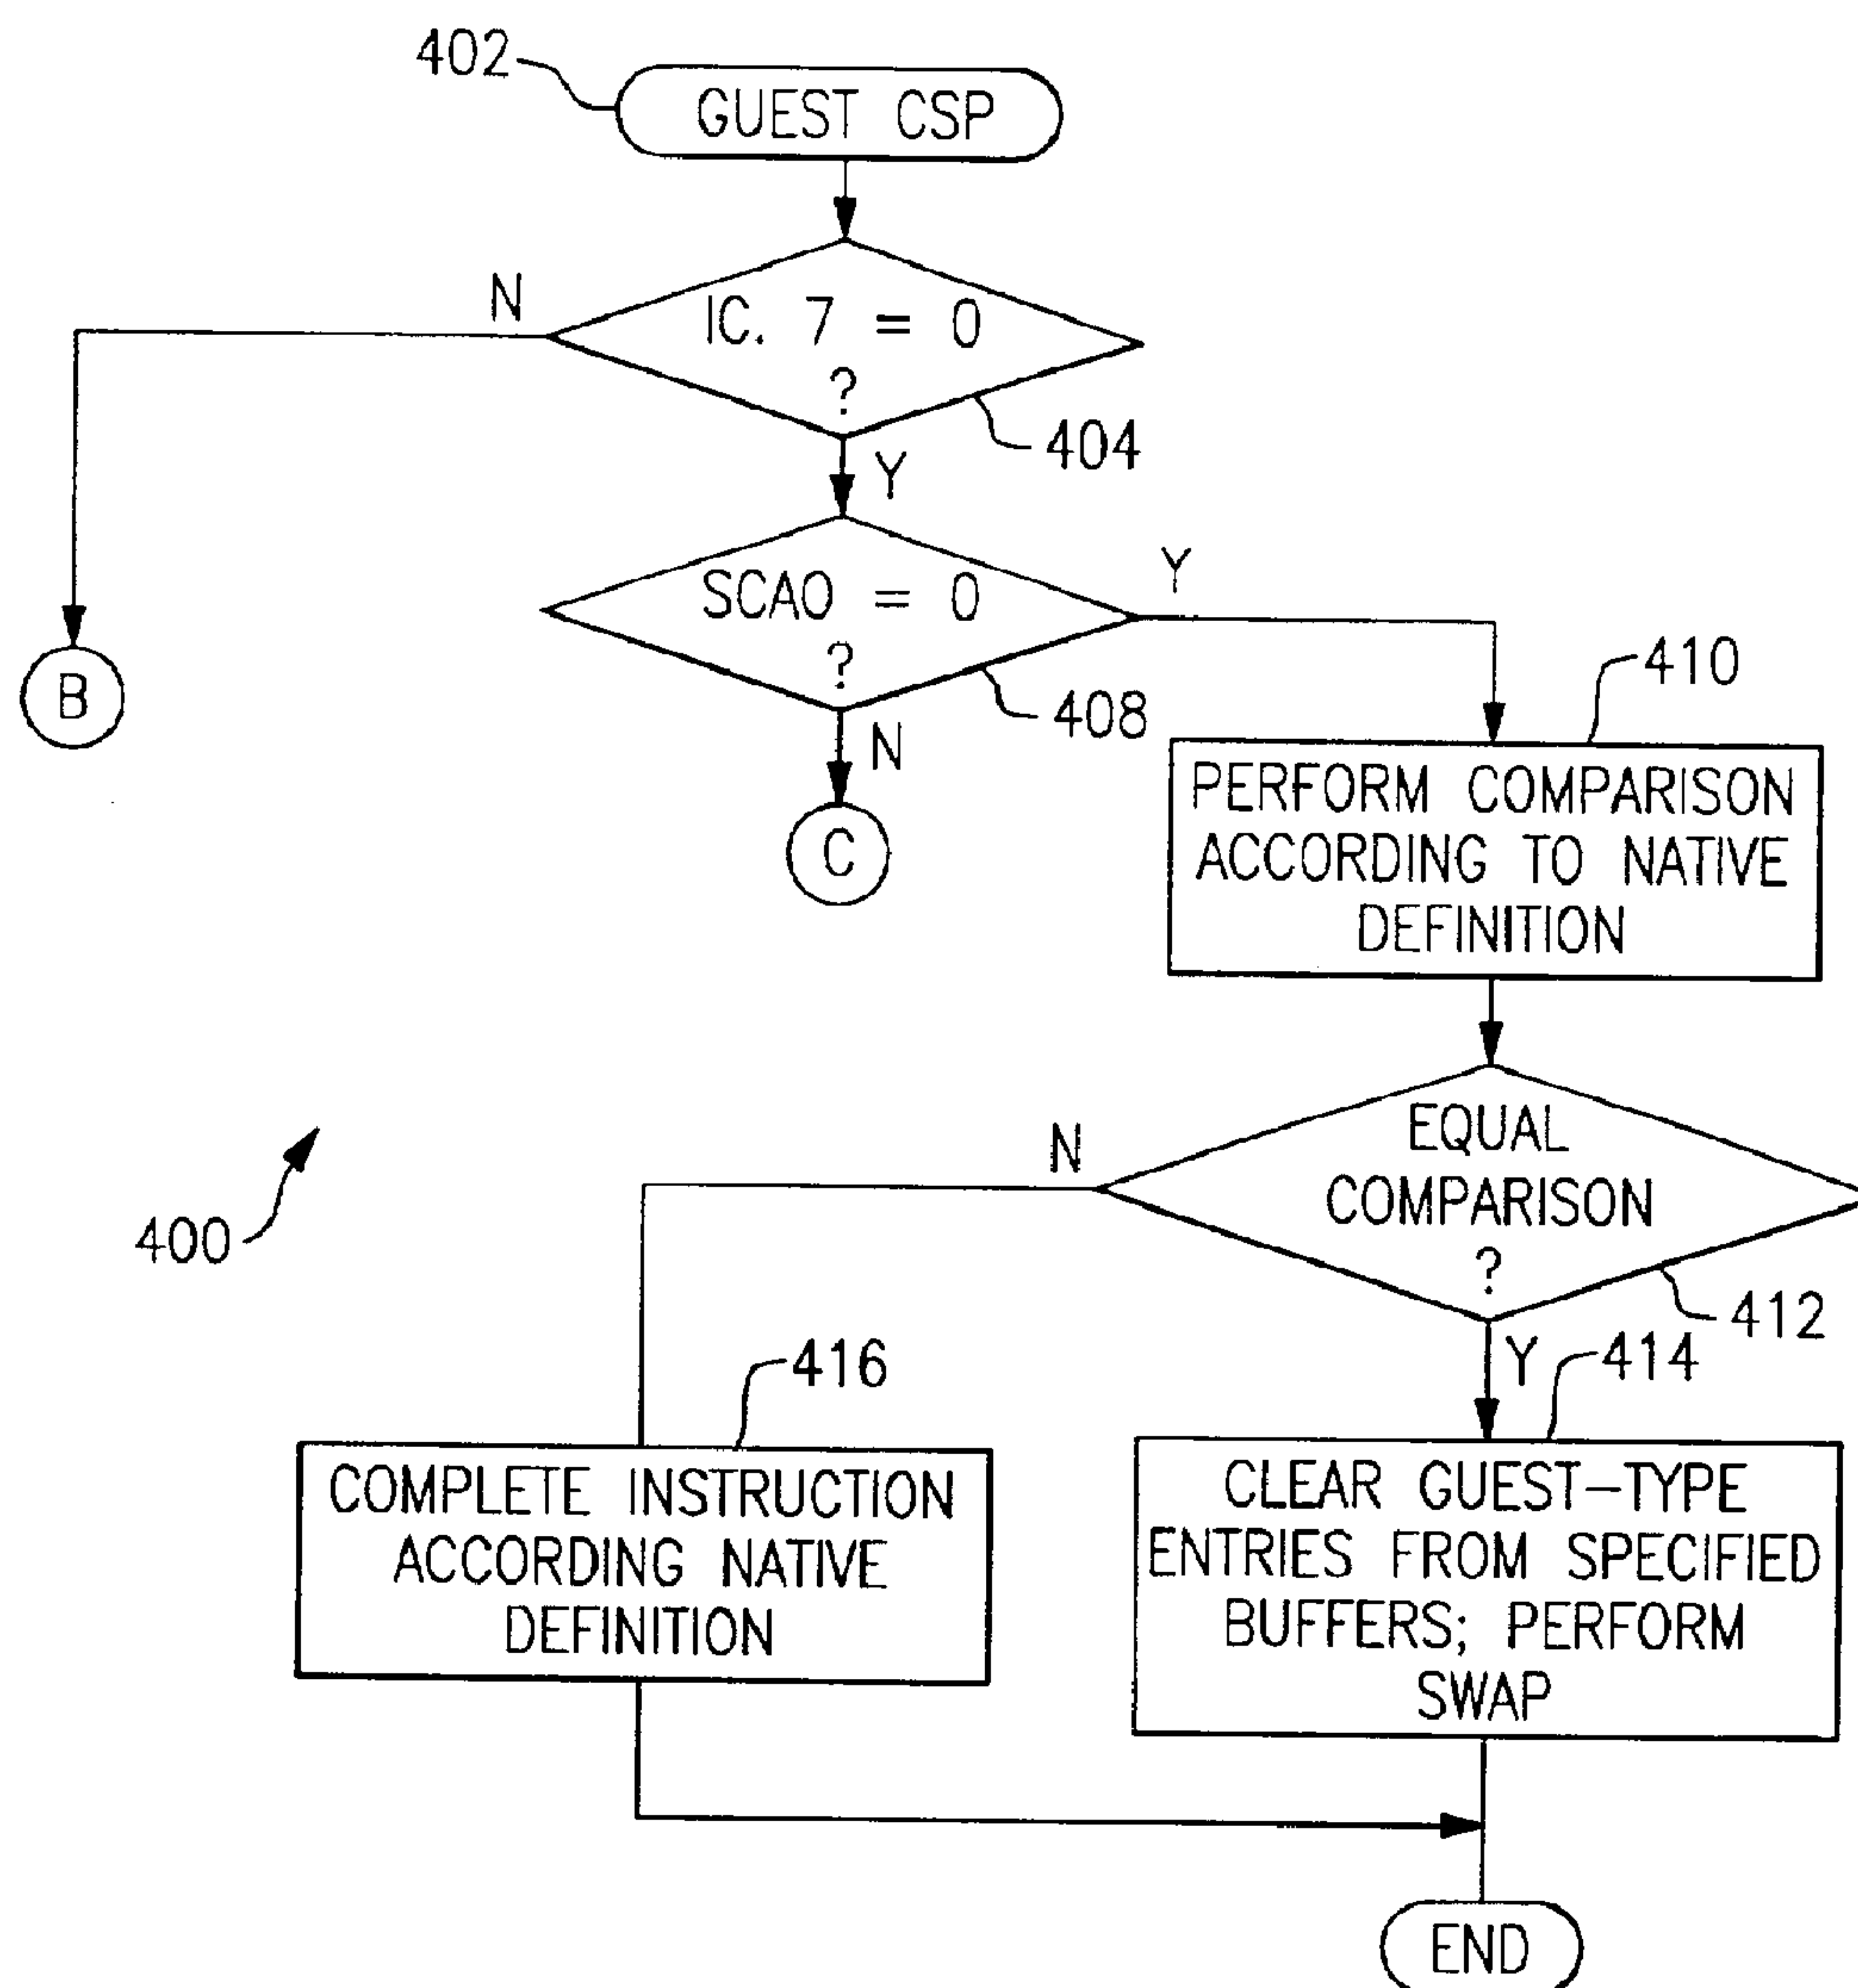 402
GUEST CSP
N
IC. 7 = 0
?
404
Y
SCAO = 0
?
Y
408
N
B
C
410
PERFORM COMPARISON
ACCORDING TO NATIVE
DEFINITION
EQUAL
COMPARISON
?
N
412
Y
414
400
416
COMPLETE INSTRUCTION
ACCORDING NATIVE
DEFINITION
CLEAR GUEST-TYPE
ENTRIES FROM SPECIFIED
BUFFERS; PERFORM
SWAP
END